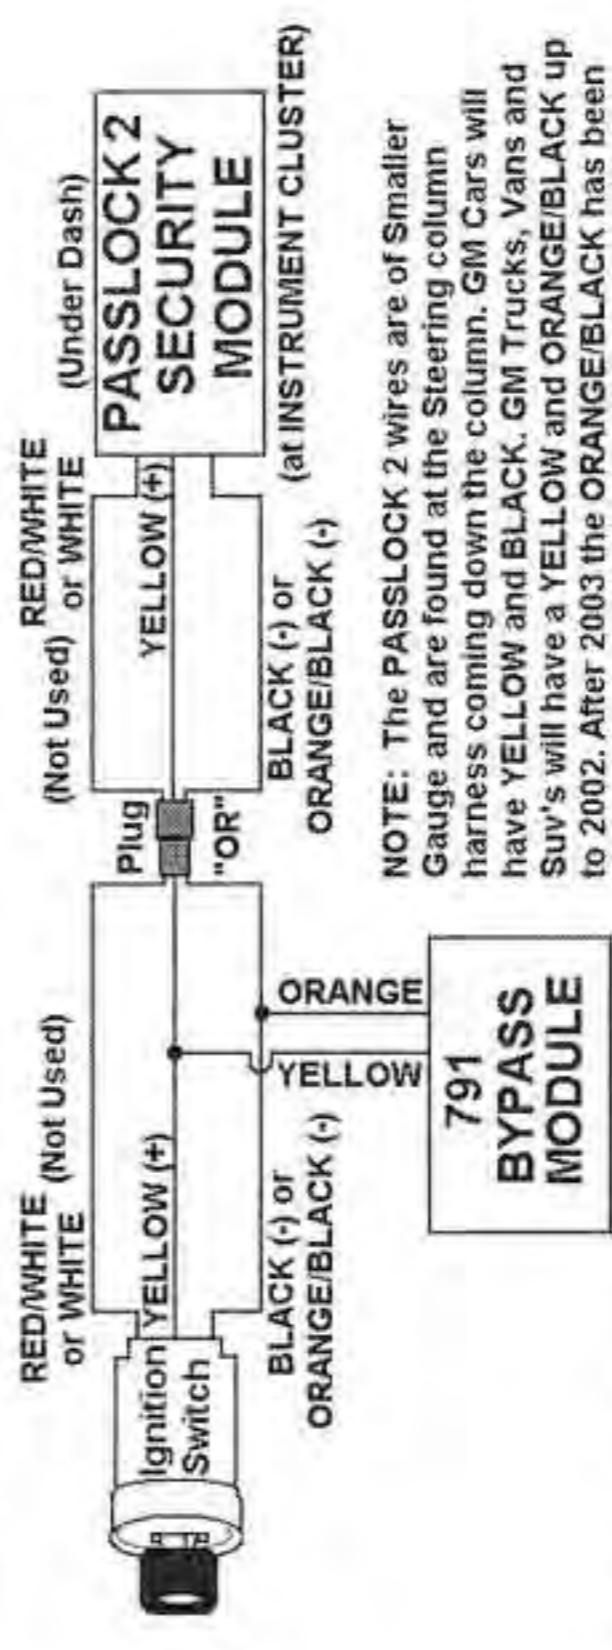 RED/WHITE
or WHITE
(Not Used)
Ignition
Switch
YELLOW (+)
BLACK (-) or
ORANGE/BLACK (-)
Plug
"OR"
(Not Used)
RED/WHITE
or WHITE
YELLOW (+)
BLACK (-) or
ORANGE/BLACK (-)
(Under Dash)
PASSLOCK 2
SECURITY
MODULE
(at INSTRUMENT CLUSTER)
YELLOW
ORANGE
791
BYPASS
MODULE
NOTE: The PASSLOCK 2 wires are of Smaller
Gauge and are found at the Steering column
harness coming down the column. GM Cars will
have YELLOW and BLACK. GM Trucks, Vans and
Suv's will have a YELLOW and ORANGE/BLACK up
to 2002. After 2003 the ORANGE/BLACK has been